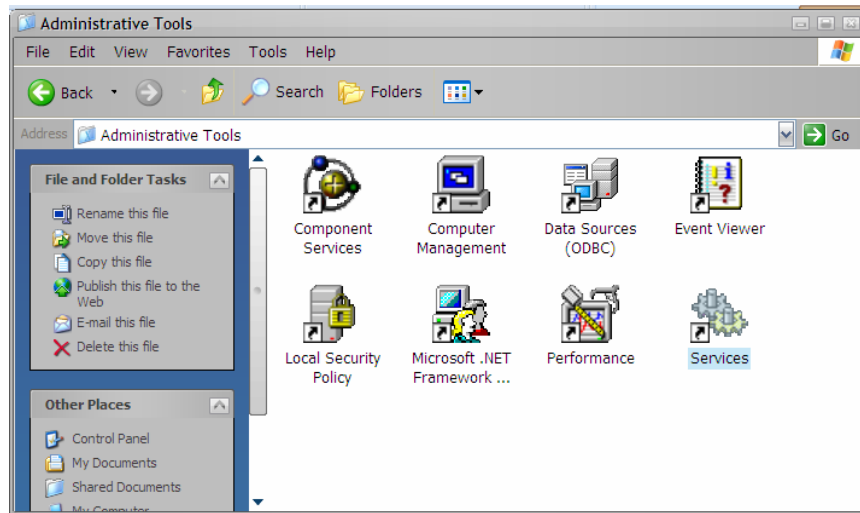 Administrative Tools
File Edit View Favorites Tools Help
Back Search Folders
Address Administrative Tools Go
File and Folder Tasks
Rename this file
Move this file
Copy this file
Publish this file to the
Web
E-mail this file
Delete this file
Other Places
Control Panel
My Documents
Shared Documents
My Computer
Component
Services
Computer
Management
Data Sources
(ODBC)
Event Viewer
Local Security
Policy
Microsoft .NET
Framework ...
Performance
Services